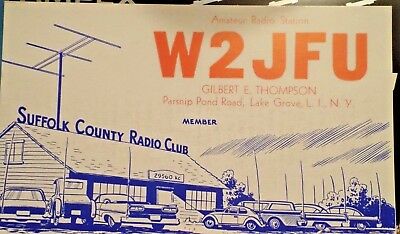 Amateur Radio Station
W2JFU
GILBERT E. THOMPSON
Parsnip Pond Road, Lake Grove, L. I., N. Y.
MEMBER
SUFFOLK COUNTY RADIO CLUB
29560 KC